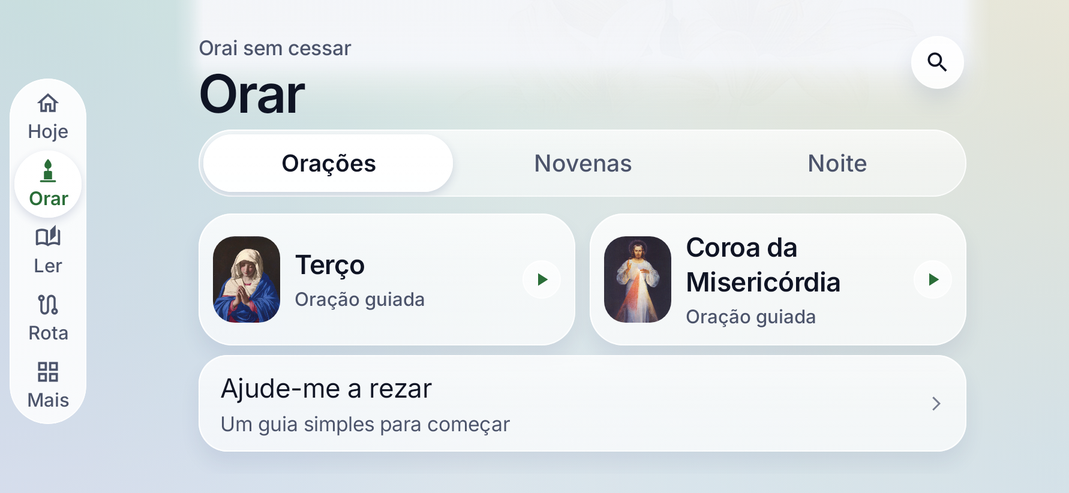 Orai sem cessar
Orar
Hoje
Orar
Ler
Rota
Mais
Orações
Novenas
Noite
Terço
Oração guiada
Coroa da
Misericórdia
Oração guiada
Ajude-me a rezar
Um guia simples para começar